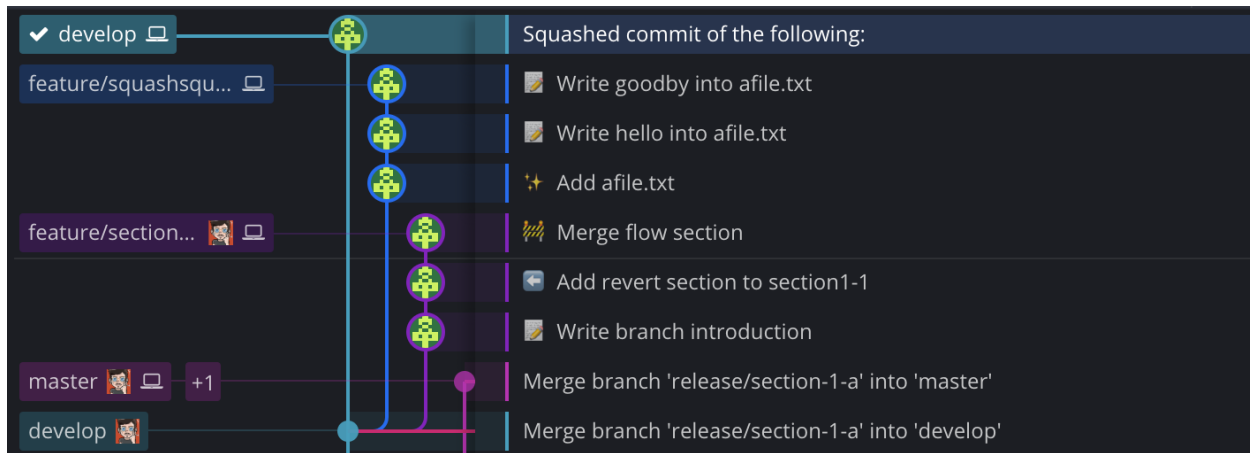 develop Squashed commit of the following:
feature/squashsqu... Write goodby into afile.txt
Write hello into afile.txt
Add afile.txt
feature/section... Merge flow section
Add revert section to section1-1
Write branch introduction
master +1 Merge branch 'release/section-1-a' into 'master'
develop Merge branch 'release/section-1-a' into 'develop'